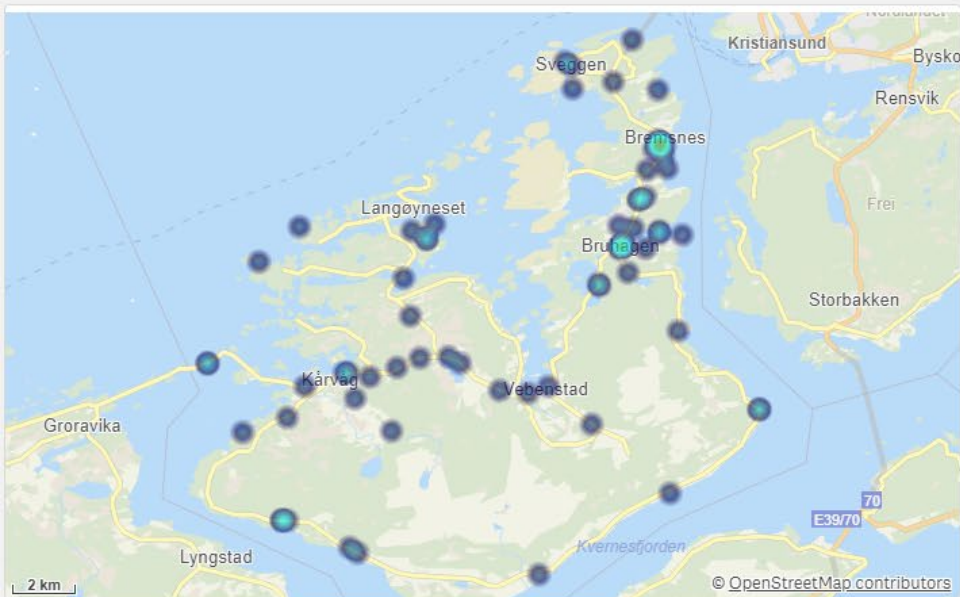 Kristiansund
Sveggen
Bysko
Rensvik
Bremsnes
Frei
Langøyneset
Bruhagen
Storbakken
Kårvåg
Vebenstad
Groravika
70
E39/70
Kvernesfjorden
Lyngstad
2 km
© OpenStreetMap contributors